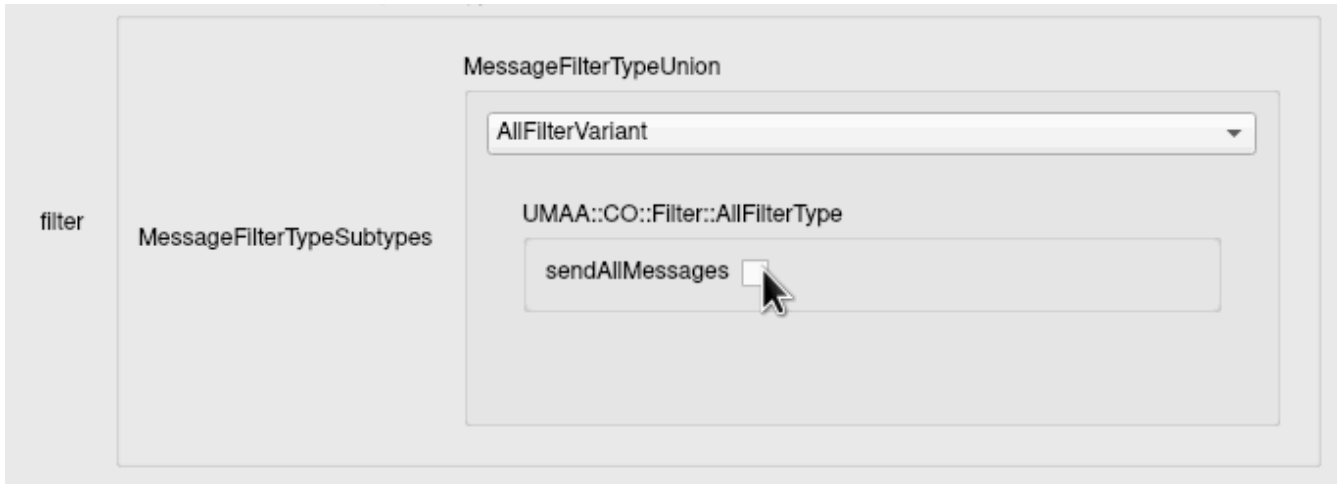 MessageFilterTypeUnion
AllFilterVariant
UMAA::CO::Filter::AllFilterType
filter
MessageFilterTypeSubtypes
sendAllMessages